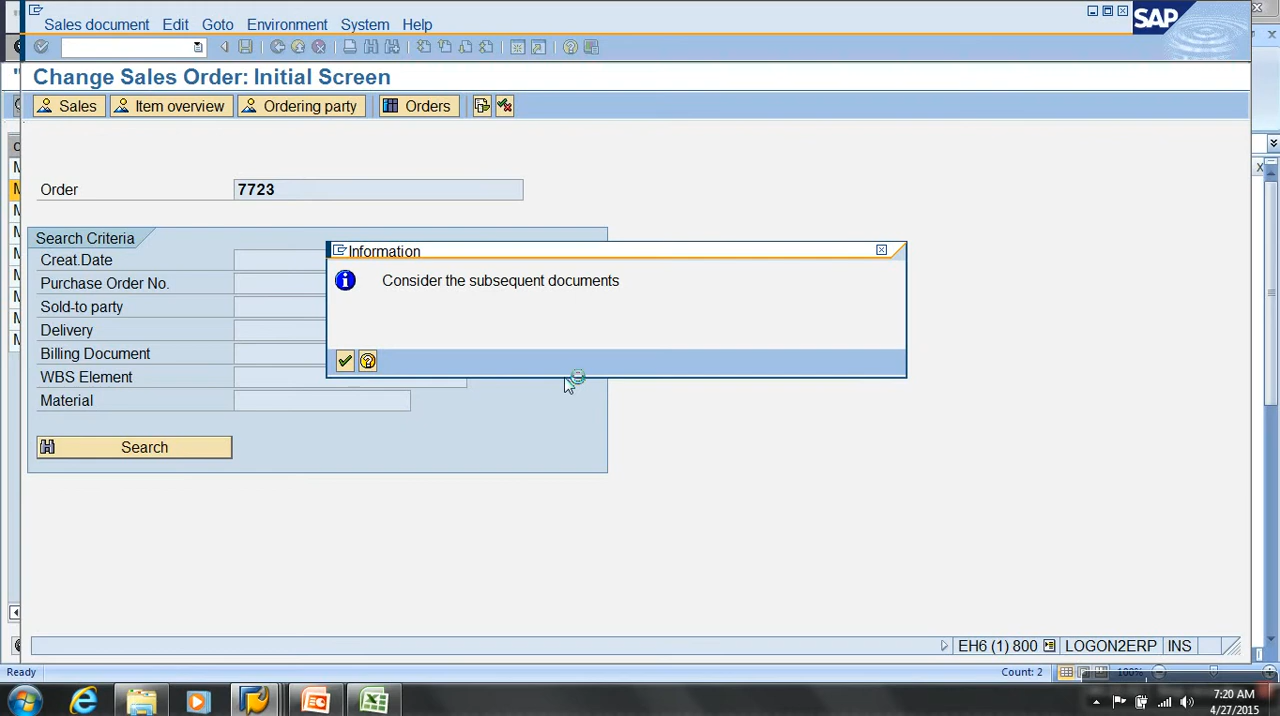 Sales document Edit Goto Environment System Help
SAP
Change Sales Order: Initial Screen
Sales Item overview Ordering party Orders
Order 7723
Search Criteria
Information
Creat.Date
Consider the subsequent documents
Purchase Order No.
Sold-to party
Delivery
Billing Document
WBS Element
Material
Search
EH6 (1) 800 LOGON2ERP INS
Ready Count: 2 100%
7:20 AM
4/27/2015